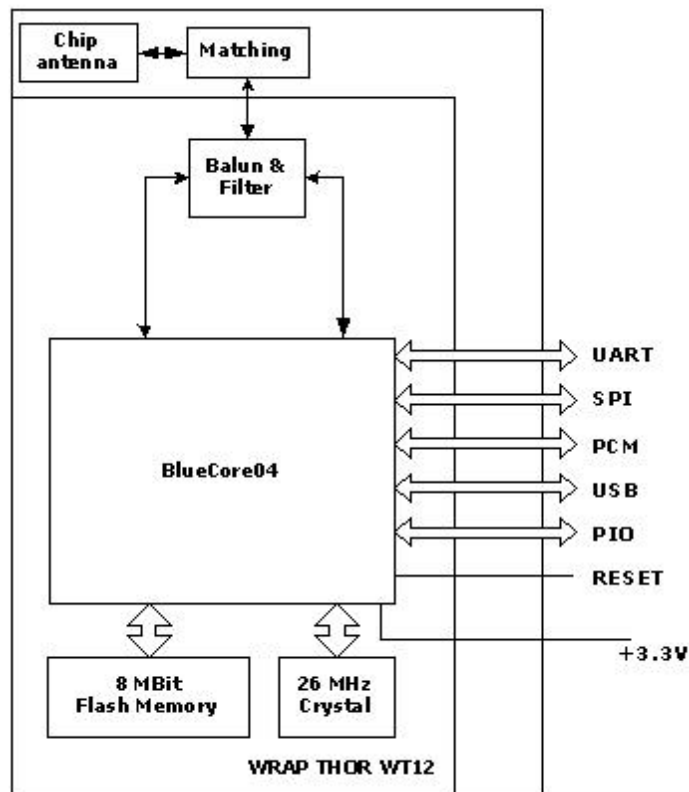 Chip
antenna
Matching
Balun &
Filter
BlueCore04
UART
SPI
PCM
USB
PIO
RESET
+3.3V
8 MBit
Flash Memory
26 MHz
Crystal
WRAP THOR WT12